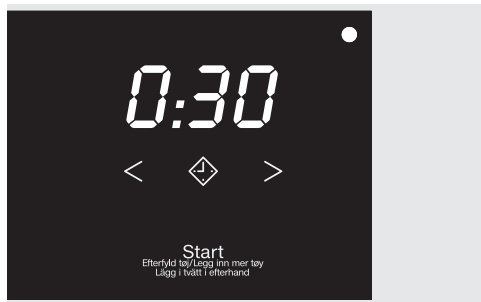 0:30
< >
Start
Efterfyld tøj/Legg inn mer tøy
Lägg i tvätt i efterhand